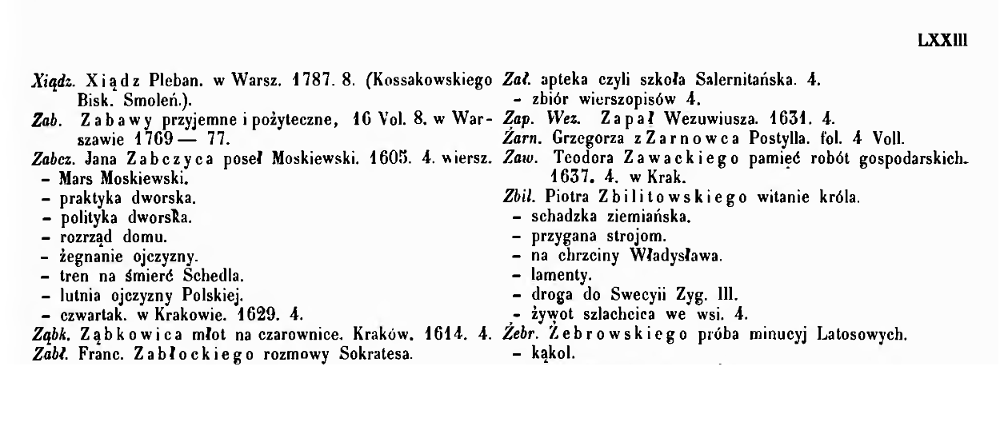 LXXIII
Xiądz. Xiądz Pleban. w Warsz. 1787. 8. (Kossakowskiego
Bisk. Smoleń.).
Zab. Zabawy przyjemne i pożyteczne, 16 Vol. 8. w War-
szawie 1769— 77.
Zabcz. Jana Zabczyca poseł Moskiewski. 1605. 4. wiersz.
- Mars Moskiewski.
- praktyka dworska.
- polityka dworska.
- rozrząd domu.
- żegnanie ojczyzny.
- tren na śmierć Schedla.
- lutnia ojczyzny Polskiej.
- czwartak. w Krakowie. 1629. 4.
Ząbk. Ząbkowica młot na czarownice. Kraków. 1614. 4.
Zabł. Franc. Zabłockiego rozmowy Sokratesa.
Zał. apteka czyli szkoła Salernitańska. 4.
- zbiór wierszopisów 4.
Zap. Wez. Zapał Wezuwiusza. 1631. 4.
Żarn. Grzegorza z Żarnowca Postylla. fol. 4 Voll.
Zaw. Teodora Zawackiego pamięć robót gospodarskich.
1637. 4. w Krak.
Zbil. Piotra Zbilitowskiego witanie króla.
- schadzka ziemiańska.
- przygana strojom.
- na chrzciny Władysława.
- lamenty.
- droga do Swecyii Zyg. III.
- żywot szlachcica we wsi. 4.
Żebr. Żebrowskiego próba minucyj Latosowych.
- kąkol.